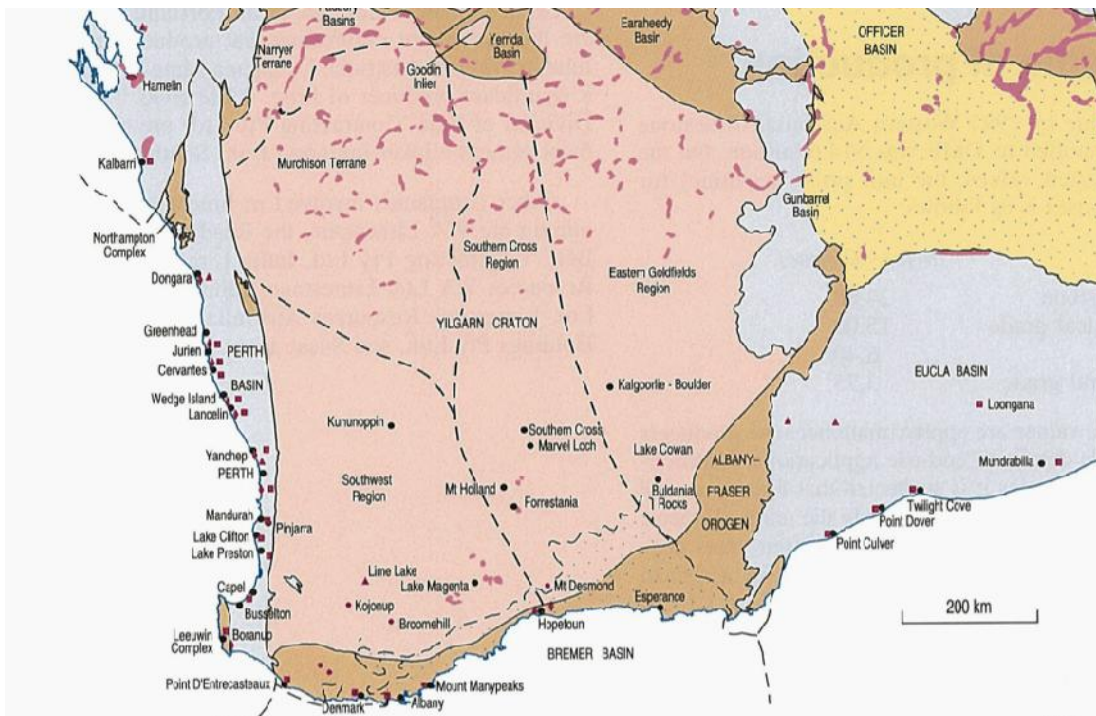 Basins
Narryer
Terrane
Yerrida
Basin
Earaheedy
Basin
OFFICER
BASIN
Goodin
Inlier
Hamelin
Kalbarri
Murchison Terrane
Gunbarrel
Basin
Northampton
Complex
Southern Cross
Region
Dongara
Eastern Goldfields
Region
Greenhead
YILGARN CRATON
Jurien
PERTH
Cervantes
BASIN
EUCLA BASIN
Kalgoorlie - Boulder
Wedge Island
Lancelin
Loongana
Kununoppin
Southern Cross
Marvel Loch
Yanchep
PERTH
Lake Cowan
ALBANY–
FRASER
OROGEN
Mundrabilla
Southwest
Region
Mt Holland
Forrestania
Buldania
Rocks
Twilight Cove
Point Dover
Point Culver
Mandurah
Pinjarra
Lake Clifton
Lake Preston
Lime Lake
Lake Magenta
Mt Desmond
Capel
Busselton
Kojonup
Broomehill
Hopetoun
Esperance
200 km
Leeuwin
Complex
Boranup
BREMER BASIN
Point D'Entrecasteaux
Mount Manypeaks
Denmark
Albany